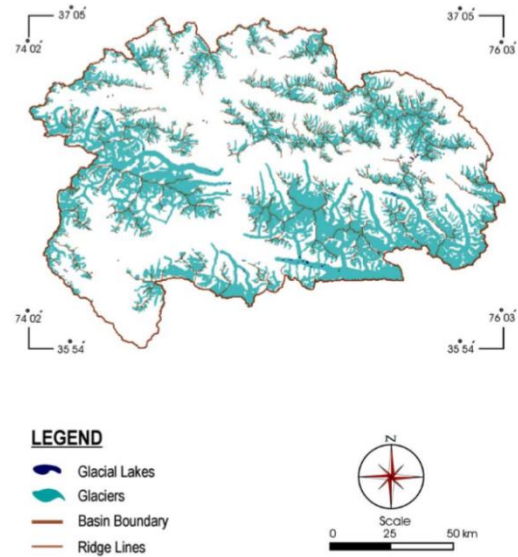 37°05'
37°05'
74°02'
76°03'
74°02'
76°03'
35°54'
35°54'
LEGEND
Glacial Lakes
Glaciers
Basin Boundary
Ridge Lines
N
Scale
0 25 50 km